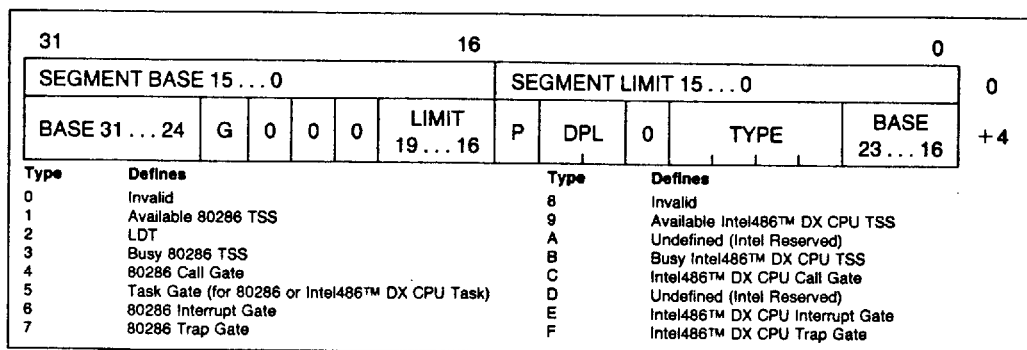 31 16 0
SEGMENT BASE 15 . . . 0 SEGMENT LIMIT 15 . . . 0 0
BASE 31 . . . 24 G 0 0 0 LIMIT 19 . . . 16 P DPL 0 TYPE BASE 23 . . . 16 +4
Type Defines
0 Invalid
1 Available 80286 TSS
2 LDT
3 Busy 80286 TSS
4 80286 Call Gate
5 Task Gate (for 80286 or Intel486™ DX CPU Task)
6 80286 Interrupt Gate
7 80286 Trap Gate
Type Defines
8 Invalid
9 Available Intel486™ DX CPU TSS
A Undefined (Intel Reserved)
B Busy Intel486™ DX CPU TSS
C Intel486™ DX CPU Call Gate
D Undefined (Intel Reserved)
E Intel486™ DX CPU Interrupt Gate
F Intel486™ DX CPU Trap Gate